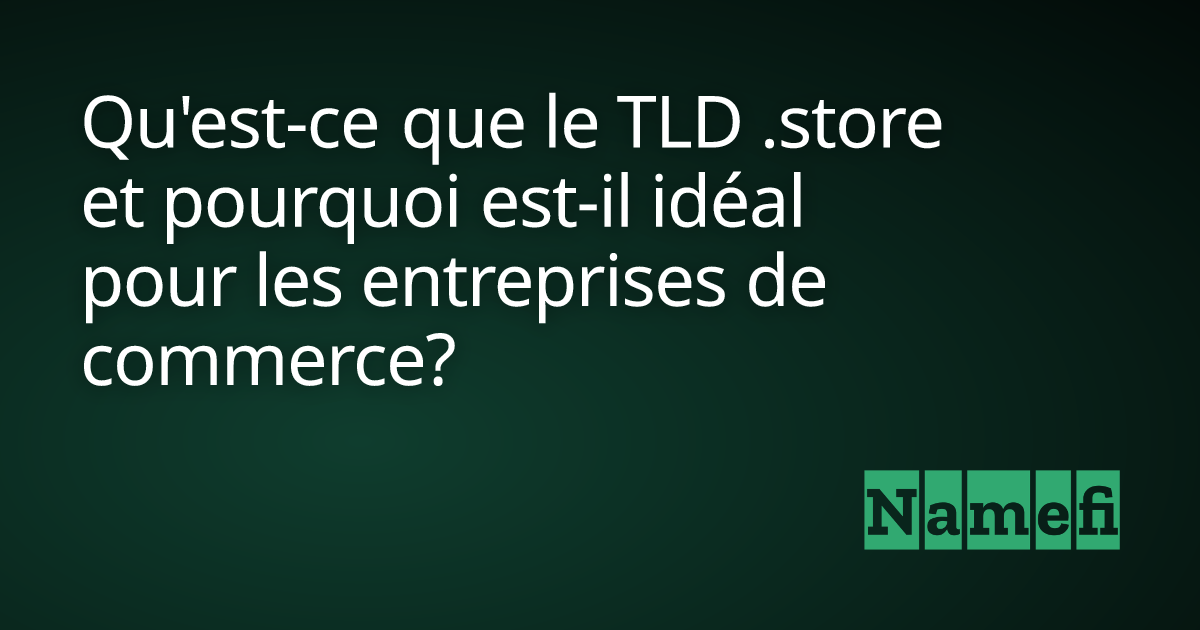 Qu'est-ce que le TLD .store
et pourquoi est-il idéal
pour les entreprises de
commerce?
Namefi